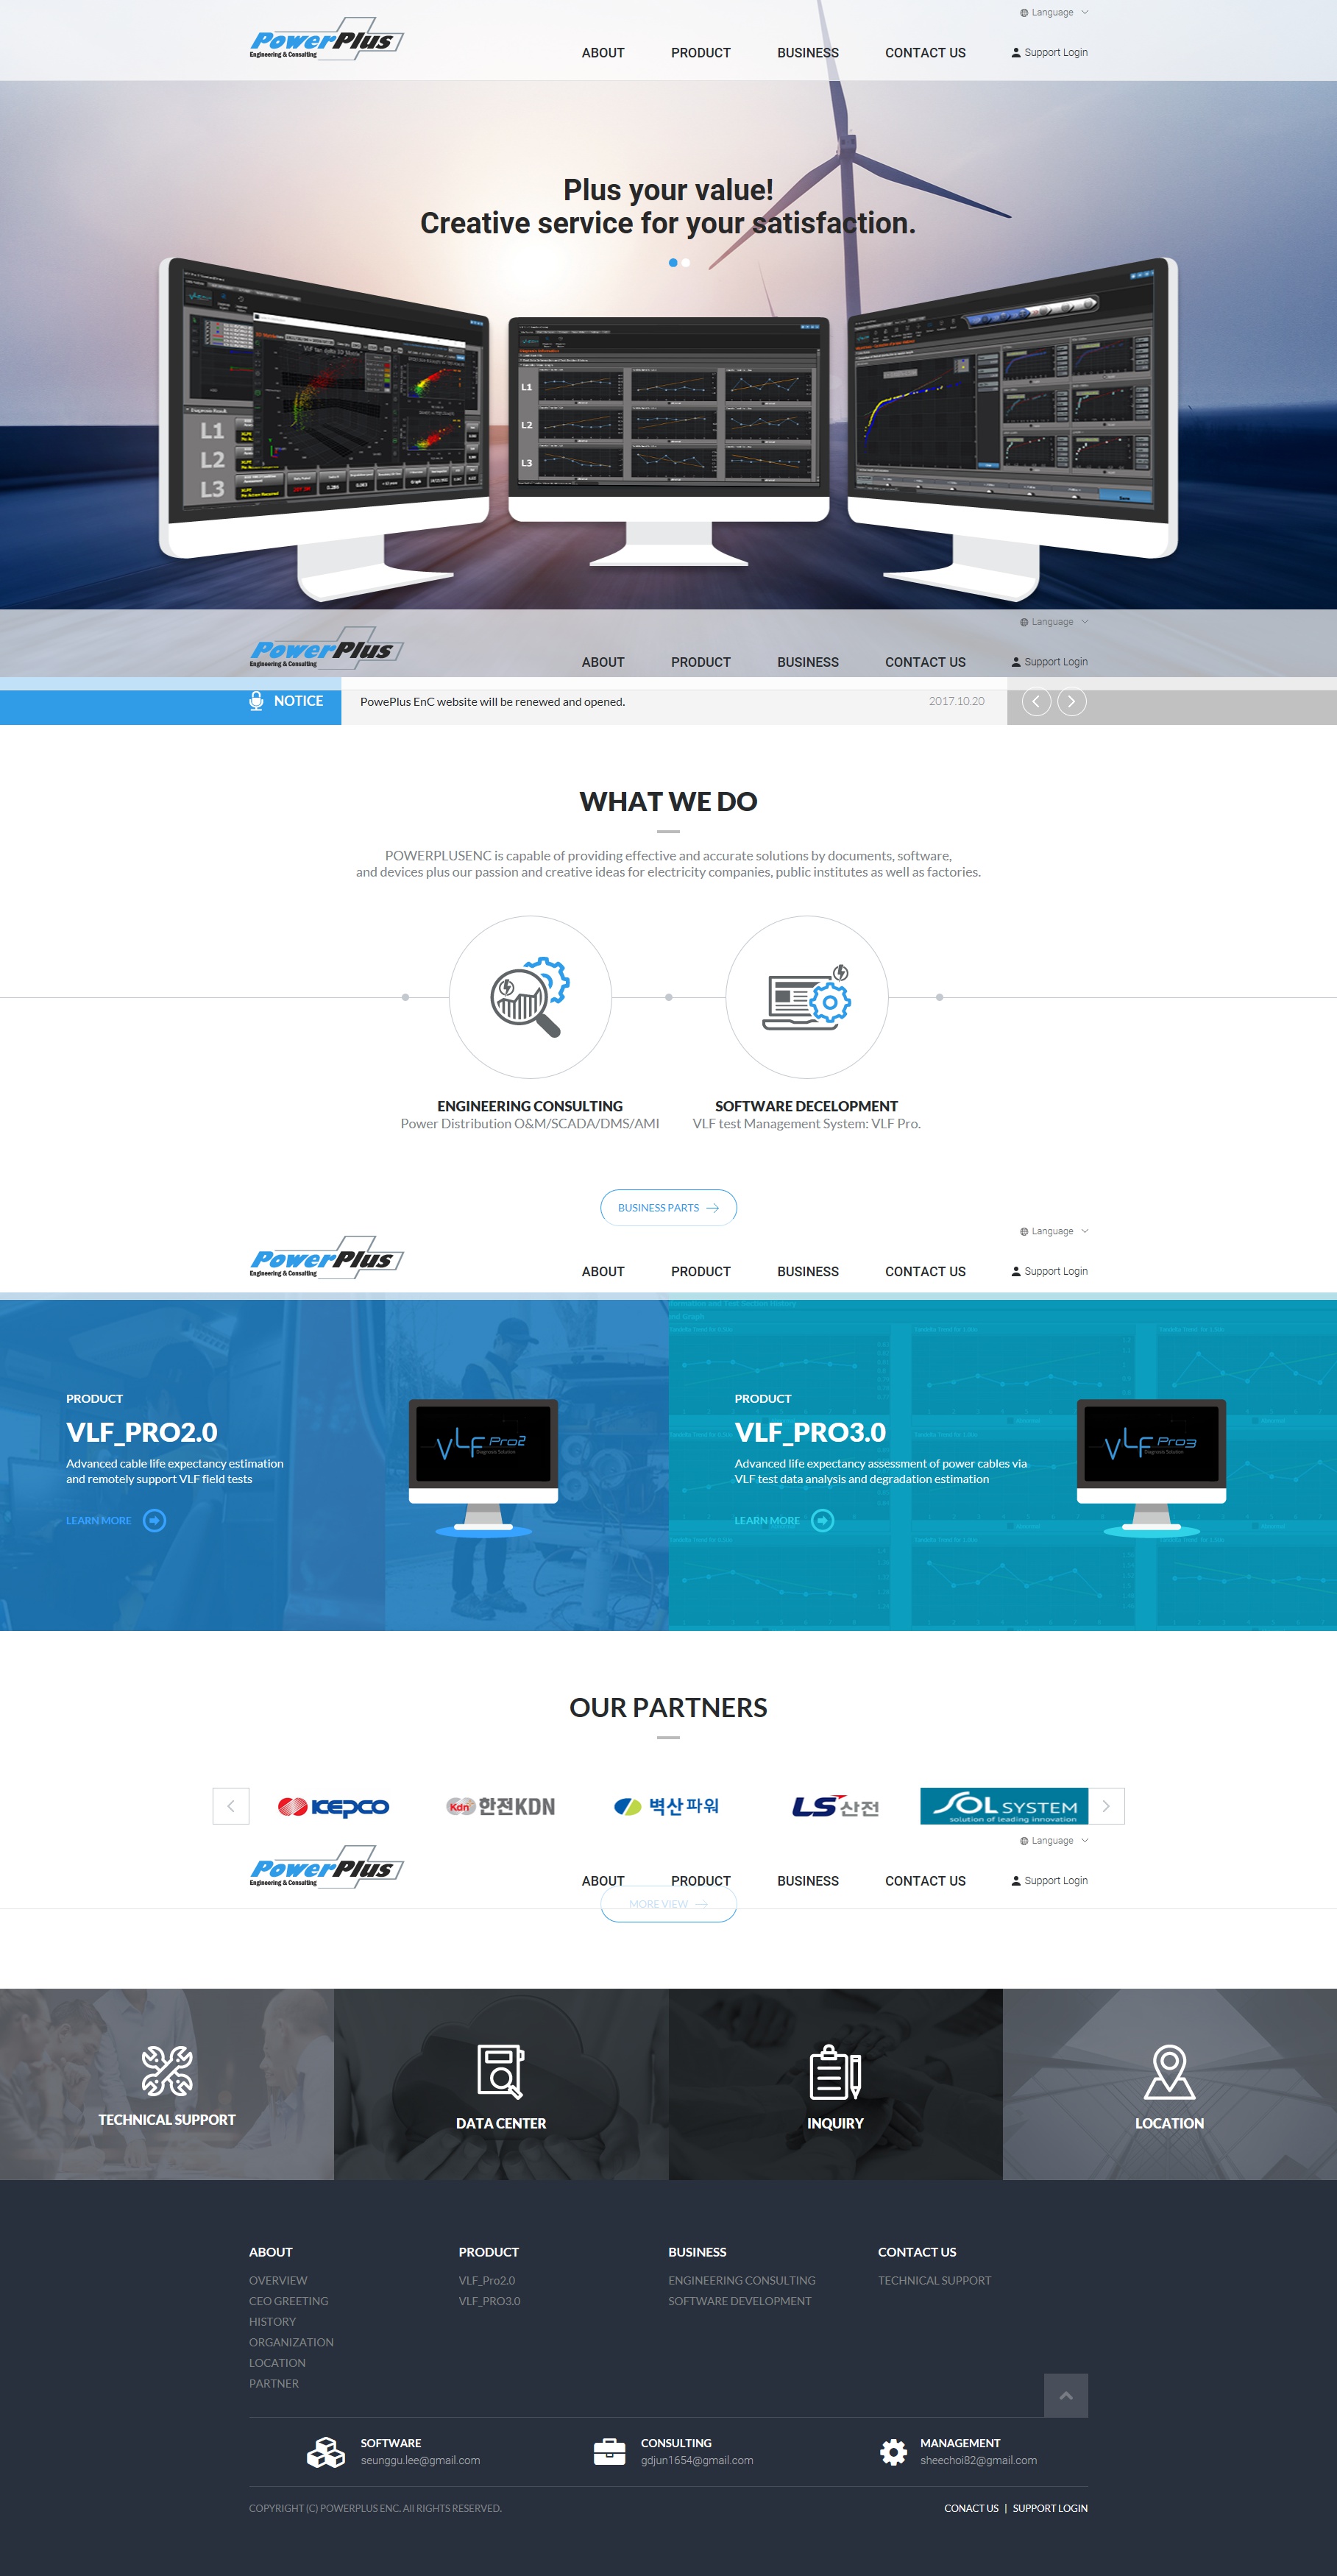 Language
PowerPlus
Engineering & Consulting
ABOUT PRODUCT BUSINESS CONTACT US Support Login
Plus your value!
Creative service for your satisfaction.
L1
L2
L3
L1
L2
L3
Language
PowerPlus
Engineering & Consulting
ABOUT PRODUCT BUSINESS CONTACT US Support Login
NOTICE PowePlus EnC website will be renewed and opened. 2017.10.20
WHAT WE DO
POWERPLUSENC is capable of providing effective and accurate solutions by documents, software,
and devices plus our passion and creative ideas for electricity companies, public institutes as well as factories.
ENGINEERING CONSULTING
Power Distribution O&M/SCADA/DMS/AMI
SOFTWARE DECELOPMENT
VLF test Management System: VLF Pro.
BUSINESS PARTS
Language
PowerPlus
Engineering & Consulting
ABOUT PRODUCT BUSINESS CONTACT US Support Login
PRODUCT
VLF_PRO2.0
Advanced cable life expectancy estimation
and remotely support VLF field tests
LEARN MORE
VLF Pro2
Diagnosis Solution
PRODUCT
VLF_PRO3.0
Advanced life expectancy assessment of power cables via
VLF test data analysis and degradation estimation
LEARN MORE
VLF Pro3
Diagnosis Solution
OUR PARTNERS
KEPCO
Kdn 한전KDN
벽산파워
LS산전
SOL SYSTEM
solution of leading innovation
Language
PowerPlus
Engineering & Consulting
ABOUT PRODUCT BUSINESS CONTACT US Support Login
MORE VIEW
TECHNICAL SUPPORT
DATA CENTER
INQUIRY
LOCATION
ABOUT
OVERVIEW
CEO GREETING
HISTORY
ORGANIZATION
LOCATION
PARTNER
PRODUCT
VLF_Pro2.0
VLF_PRO3.0
BUSINESS
ENGINEERING CONSULTING
SOFTWARE DEVELOPMENT
CONTACT US
TECHNICAL SUPPORT
SOFTWARE
seunggu.lee@gmail.com
CONSULTING
gdjun1654@gmail.com
MANAGEMENT
sheechoi82@gmail.com
COPYRIGHT (C) POWERPLUS ENC. All RIGHTS RESERVED.
CONACT US | SUPPORT LOGIN